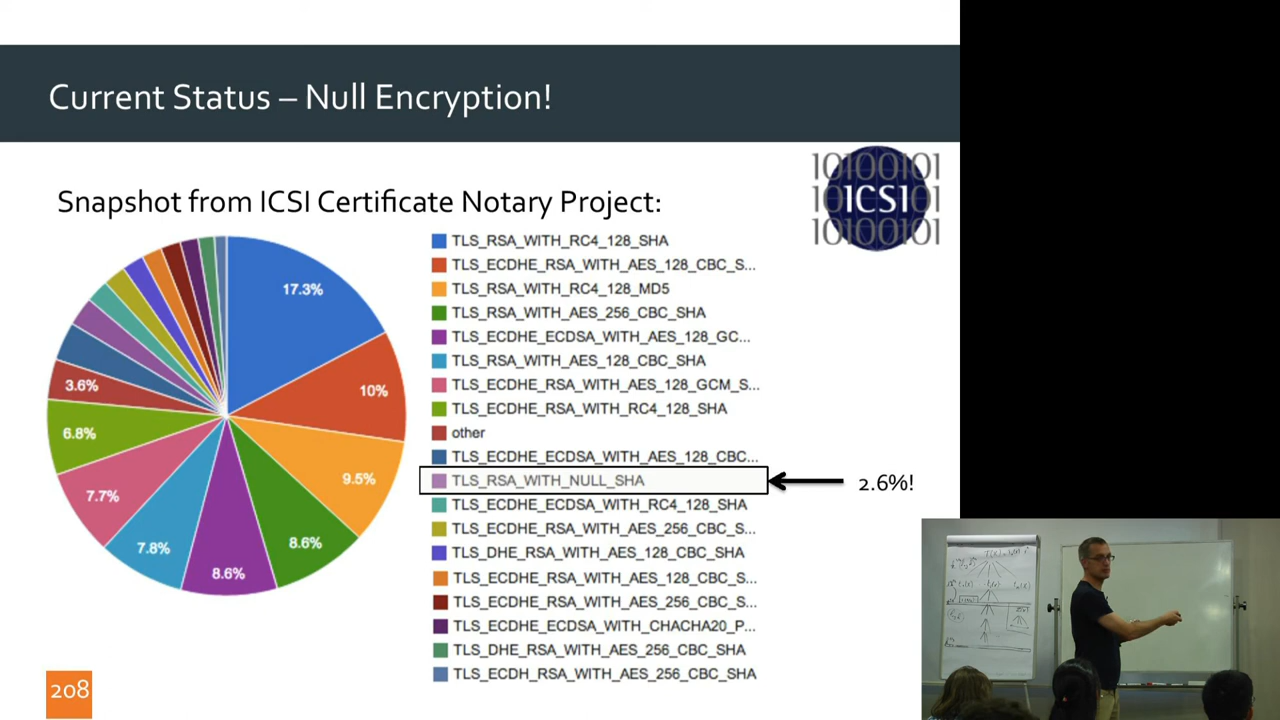 Current Status – Null Encryption!
Snapshot from ICSI Certificate Notary Project:
10100101
ICSI
10100101
17.3%
10%
9.5%
8.6%
8.6%
7.8%
7.7%
6.8%
3.6%
TLS_RSA_WITH_RC4_128_SHA
TLS_ECDHE_RSA_WITH_AES_128_CBC_S...
TLS_RSA_WITH_RC4_128_MD5
TLS_RSA_WITH_AES_256_CBC_SHA
TLS_ECDHE_ECDSA_WITH_AES_128_GC...
TLS_RSA_WITH_AES_128_CBC_SHA
TLS_ECDHE_RSA_WITH_AES_128_GCM_S...
TLS_ECDHE_RSA_WITH_RC4_128_SHA
other
TLS_ECDHE_ECDSA_WITH_AES_128_CBC...
TLS_RSA_WITH_NULL_SHA
2.6%!
TLS_ECDHE_ECDSA_WITH_RC4_128_SHA
TLS_ECDHE_RSA_WITH_AES_256_CBC_S...
TLS_DHE_RSA_WITH_AES_128_CBC_SHA
TLS_ECDHE_RSA_WITH_AES_128_CBC_S...
TLS_ECDHE_RSA_WITH_AES_256_CBC_S...
TLS_ECDHE_ECDSA_WITH_CHACHA20_P...
TLS_DHE_RSA_WITH_AES_256_CBC_SHA
TLS_ECDH_RSA_WITH_AES_256_CBC_SHA
208